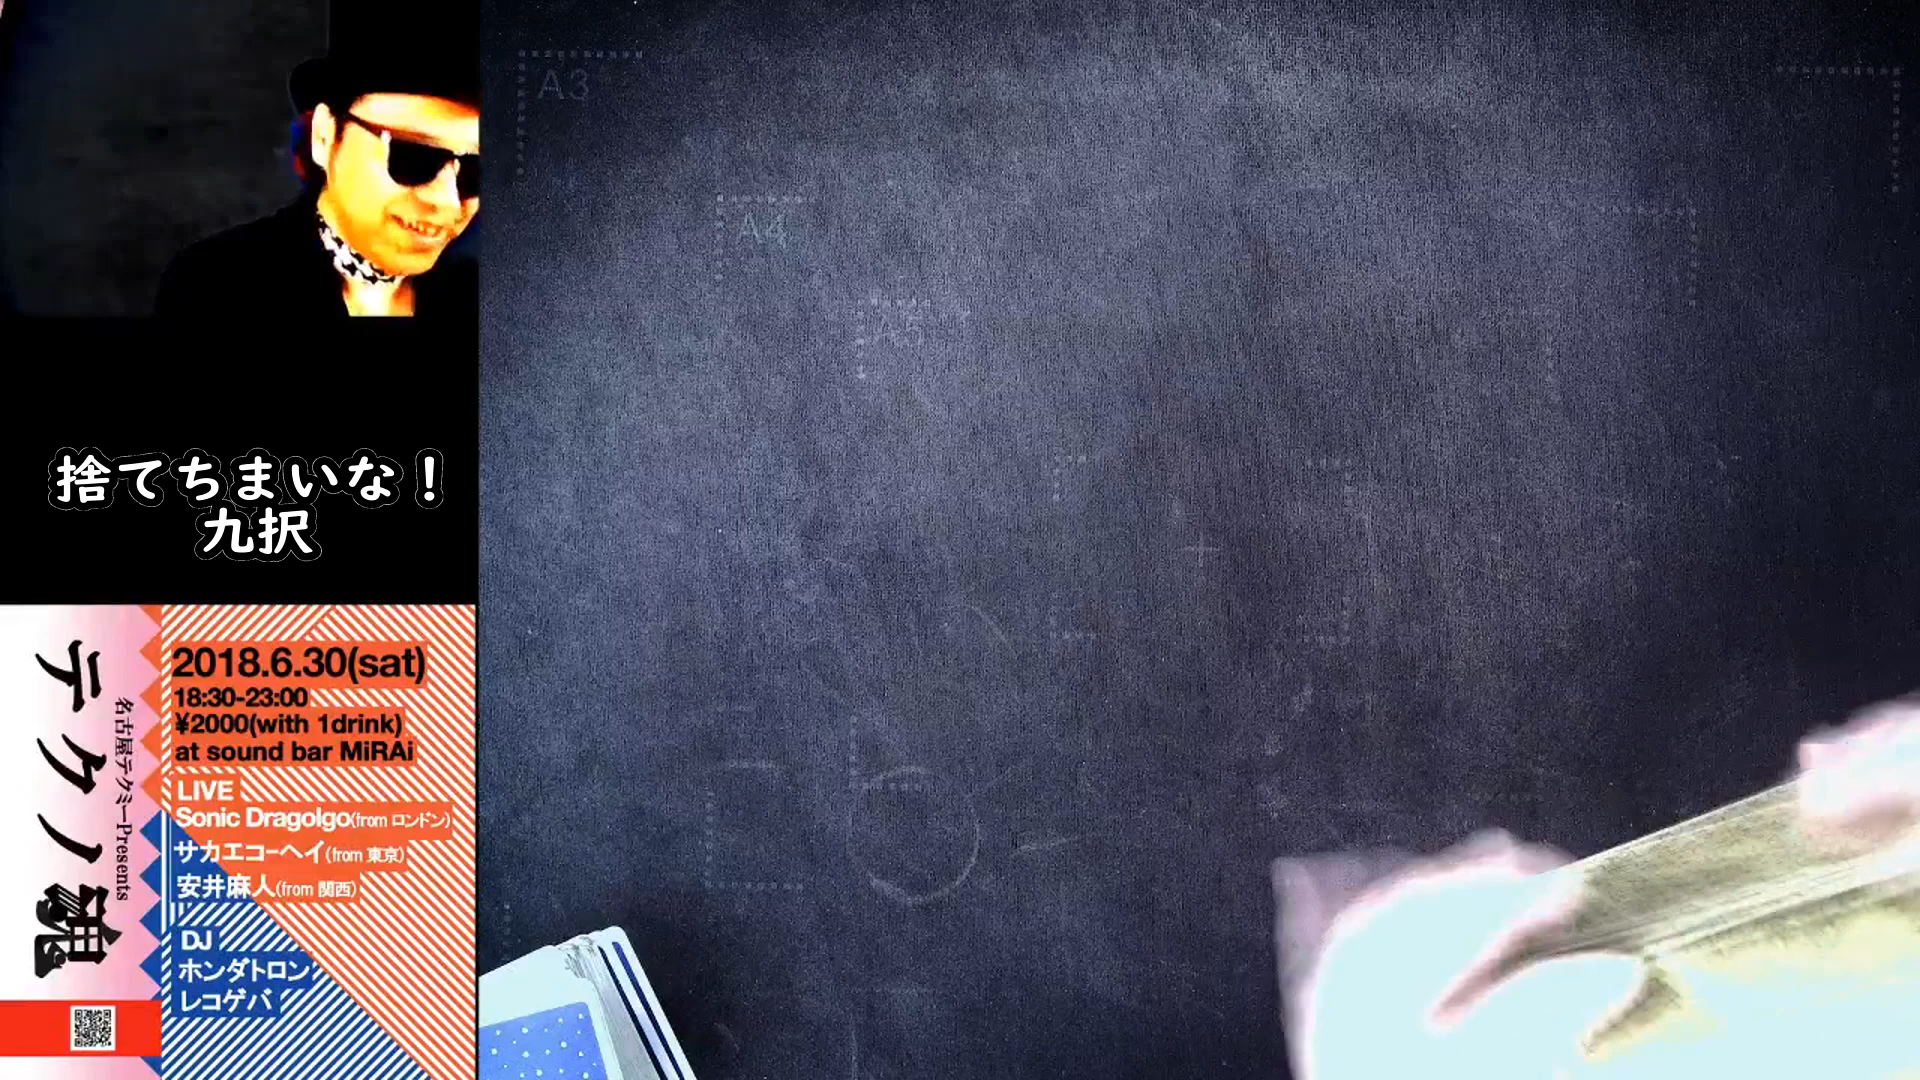 捨てちまいな！
九択
テクノ魂
名古屋テクミーPresents
2018.6.30(sat)
18:30-23:00
¥2000(with 1drink)
at sound bar MiRAi
LIVE
Sonic Dragolgo(from ロンドン)
サカエコーヘイ(from 東京)
安井麻人(from 関西)
DJ
ホンダトロン
レコゲバ
A3
A4
A5